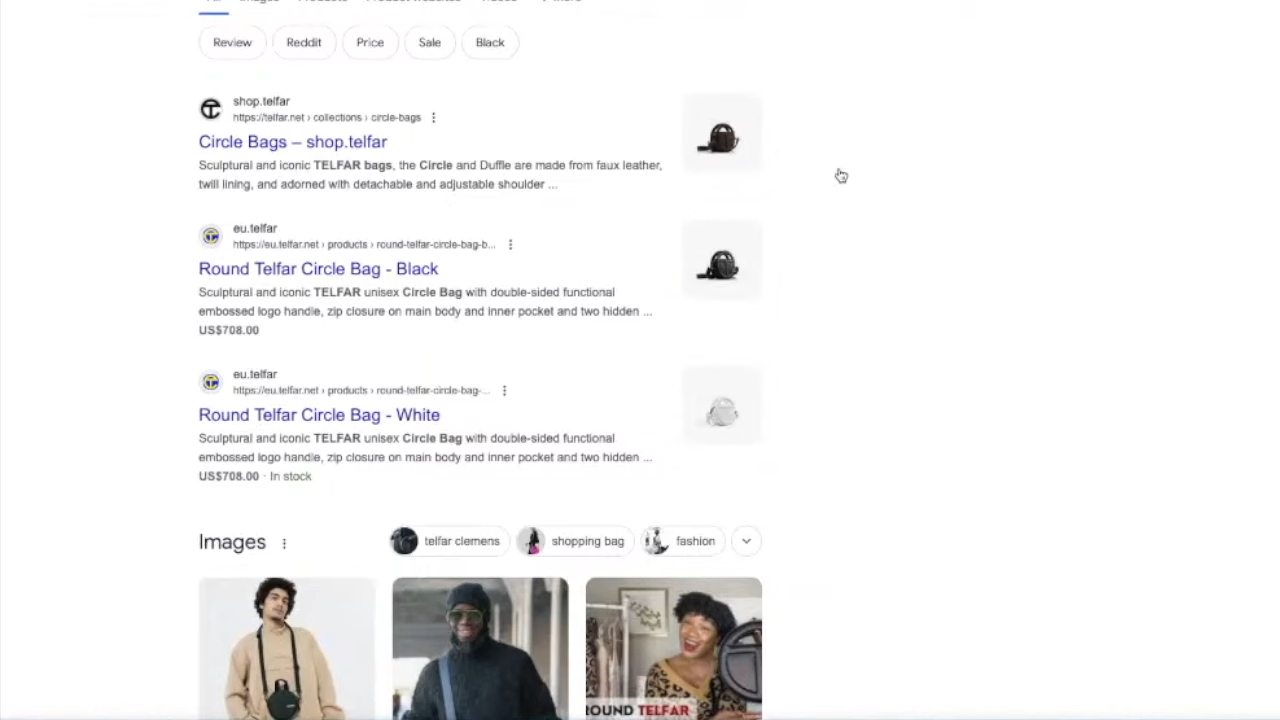 Review
Reddit
Price
Sale
Black
shop.telfar
https://telfar.net › collections › circle-bags
Circle Bags – shop.telfar
Sculptural and iconic TELFAR bags, the Circle and Duffle are made from faux leather,
twill lining, and adorned with detachable and adjustable shoulder ...
eu.telfar
https://eu.telfar.net › products › round-telfar-circle-bag-b...
Round Telfar Circle Bag - Black
Sculptural and iconic TELFAR unisex Circle Bag with double-sided functional
embossed logo handle, zip closure on main body and inner pocket and two hidden ...
US$708.00
eu.telfar
https://eu.telfar.net › products › round-telfar-circle-bag-...
Round Telfar Circle Bag - White
Sculptural and iconic TELFAR unisex Circle Bag with double-sided functional
embossed logo handle, zip closure on main body and inner pocket and two hidden ...
US$708.00 · In stock
Images
telfar clemens
shopping bag
fashion
ROUND TELFAR